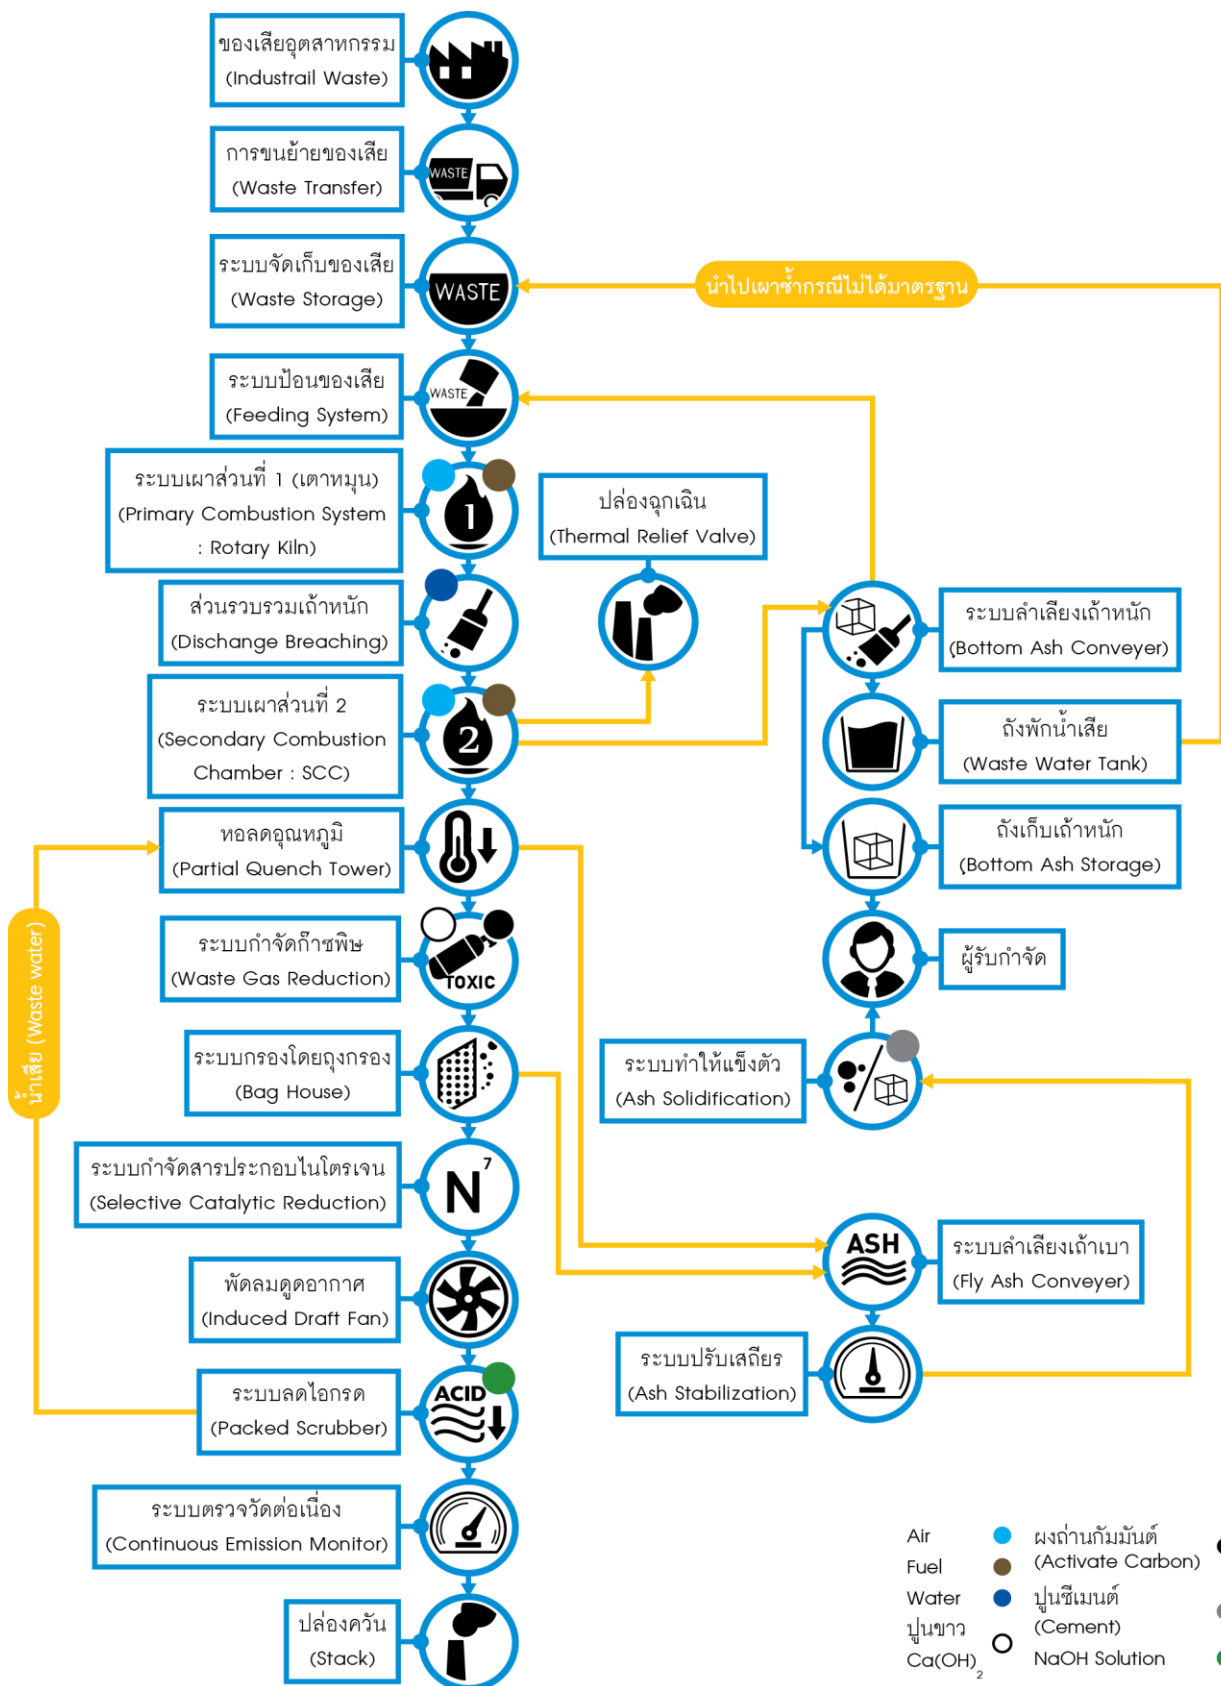 ของเสียอุตสาหกรรม
(Industrail Waste)
การขนย้ายของเสีย
(Waste Transfer)
WASTE
ระบบจัดเก็บของเสีย
(Waste Storage)
WASTE
นำไปเผาซ้ำกรณีไม่ได้มาตรฐาน
ระบบป้อนของเสีย
(Feeding System)
WASTE
ระบบเผาส่วนที่ 1 (เตาหมุน)
(Primary Combustion System
: Rotary Kiln)
1
ปล่องฉุกเฉิน
(Thermal Relief Valve)
ส่วนรวบรวมเถ้าหนัก
(Dischange Breaching)
ระบบลำเลียงเถ้าหนัก
(Bottom Ash Conveyer)
ระบบเผาส่วนที่ 2
(Secondary Combustion
Chamber : SCC)
2
ถังพักน้ำเสีย
(Waste Water Tank)
หอลดอุณหภูมิ
(Partial Quench Tower)
ถังเก็บเถ้าหนัก
(Bottom Ash Storage)
ระบบกำจัดก๊าซพิษ
(Waste Gas Reduction)
TOXIC
ผู้รับกำจัด
น้ำเสีย (Waste water)
ระบบกรองโดยถุงกรอง
(Bag House)
ระบบทำให้แข็งตัว
(Ash Solidification)
ระบบกำจัดสารประกอบไนโตรเจน
(Selective Catalytic Reduction)
N 7
พัดลมดูดอากาศ
(Induced Draft Fan)
ASH
ระบบลำเลียงเถ้าเบา
(Fly Ash Conveyer)
ระบบปรับเสถียร
(Ash Stabilization)
ระบบลดไอกรด
(Packed Scrubber)
ACID
ระบบตรวจวัดต่อเนื่อง
(Continuous Emission Monitor)
ปล่องควัน
(Stack)
Air
Fuel
Water
ปูนขาว
Ca(OH)2
ผงถ่านกัมมันต์
(Activate Carbon)
ปูนซีเมนต์
(Cement)
NaOH Solution